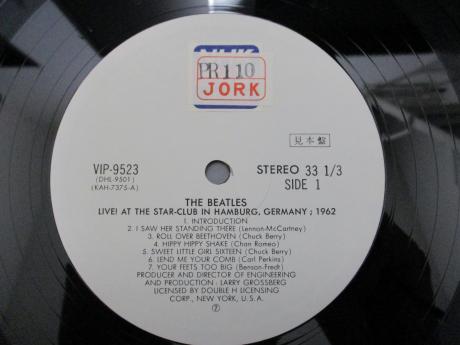 NHK
PR110
JORK
見本盤
VIP-9523
(DHL-9501)
(KAH-7375-A)
STEREO 33 1/3
SIDE 1
THE BEATLES
LIVE! AT THE STAR-CLUB IN HAMBURG, GERMANY ; 1962
1. INTRODUCTION
2. I SAW HER STANDING THERE (Lennon-McCartney)
3. ROLL OVER BEETHOVEN (Chuck Berry)
4. HIPPY HIPPY SHAKE (Chan Romeo)
5. SWEET LITTLE GIRL SIXTEEN (Chuck Berry)
6. LEND ME YOUR COMB (Carl Perkins)
7. YOUR FEETS TOO BIG (Benson-Fredt)
PRODUCER AND DIRECTOR OF ENGINEERING
AND PRODUCTION - LARRY GROSSBERG
LICENSED BY DOUBLE H LICENSING
CORP., NEW YORK, U.S.A.
7